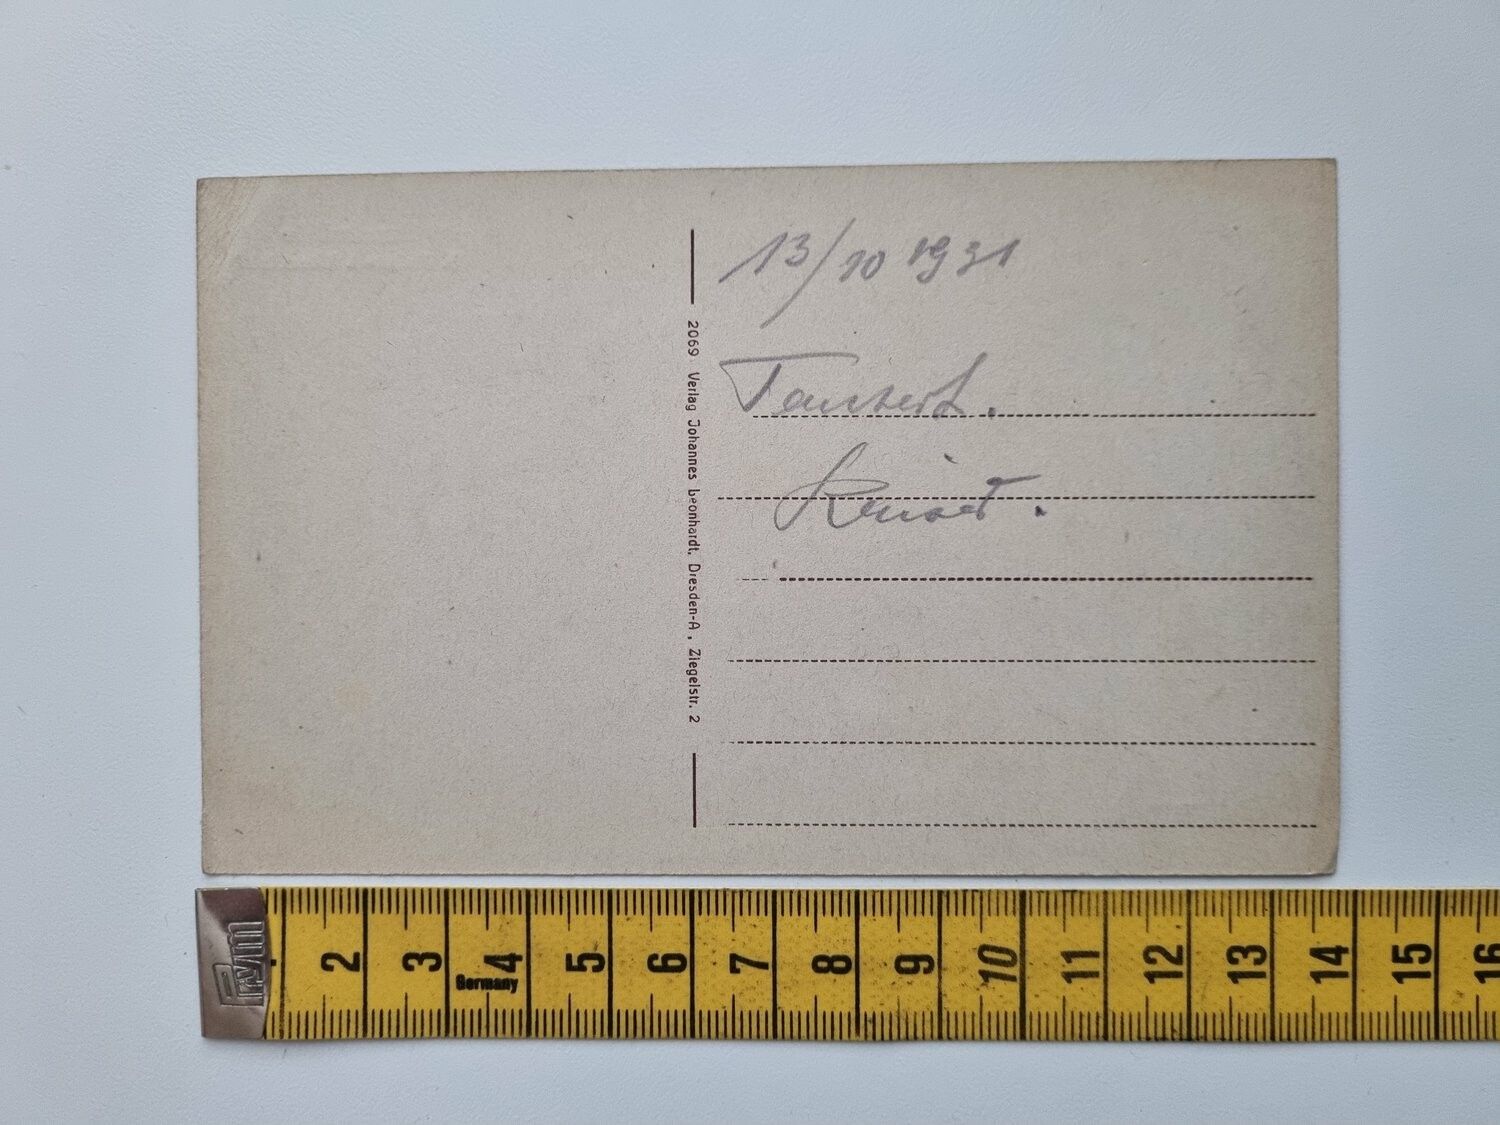 13/10 1931
2069 Verlag Johannes Leonhardt, Dresden-A., Ziegelstr. 2
Prym
2 3 4 5 6 7 8 9 10 11 12 13 14 15 16
Germany